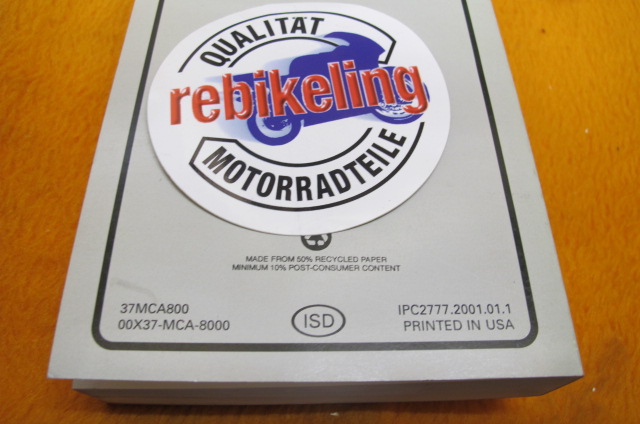 QUALITÄT
rebikeling
MOTORRADTEILE
MADE FROM 50% RECYCLED PAPER
MINIMUM 10% POST-CONSUMER CONTENT
37MCA800
00X37-MCA-8000
ISD
IPC2777.2001.01.1
PRINTED IN USA